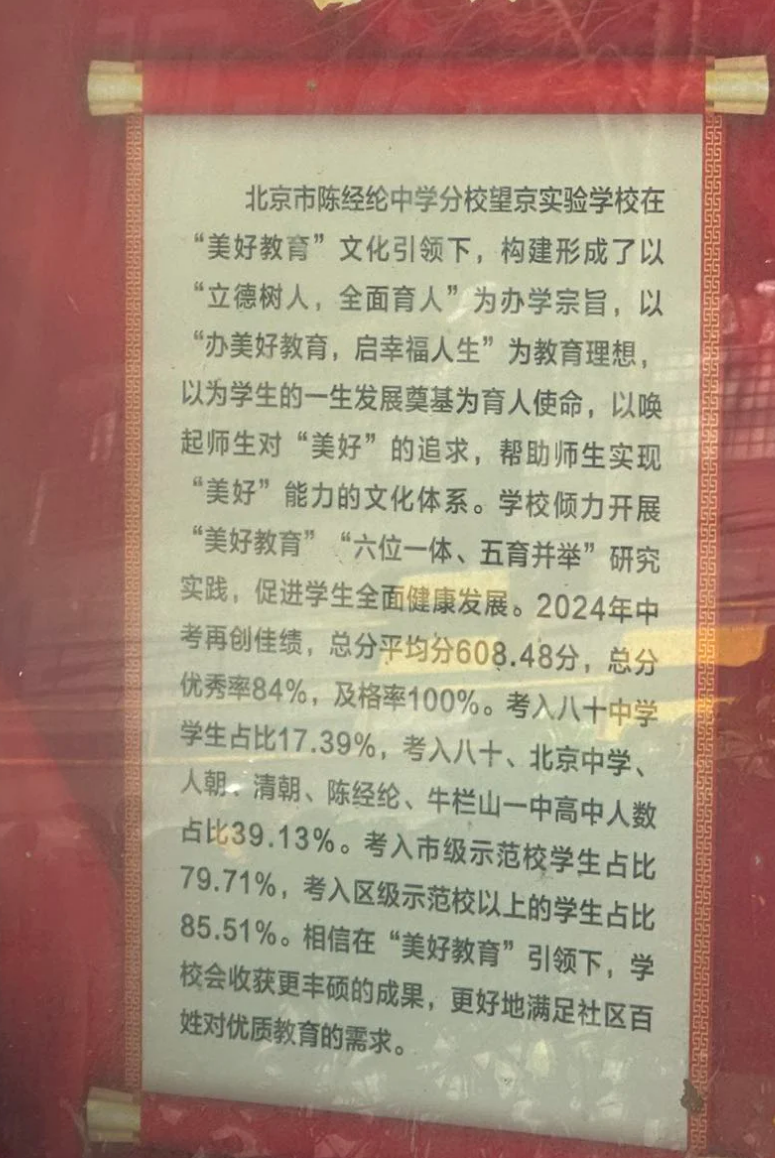 北京市陈经纶中学分校望京实验学校在
“美好教育”文化引领下，构建形成了以
“立德树人，全面育人”为办学宗旨，以
“办美好教育，启幸福人生”为教育理想，
以为学生的一生发展奠基为育人使命，以唤
起师生对“美好”的追求，帮助师生实现
“美好”能力的文化体系。学校倾力开展
“美好教育”“六位一体、五育并举”研究
实践，促进学生全面健康发展。2024年中
考再创佳绩，总分平均分608.48分，总分
优秀率84%，及格率100%。考入八十中学
学生占比17.39%，考入八十、北京中学、
人朝、清朝、陈经纶、牛栏山一中高中人数
占比39.13%。考入市级示范校学生占比
79.71%，考入区级示范校以上的学生占比
85.51%。相信在“美好教育”引领下，学
校会收获更丰硕的成果，更好地满足社区百
姓对优质教育的需求。